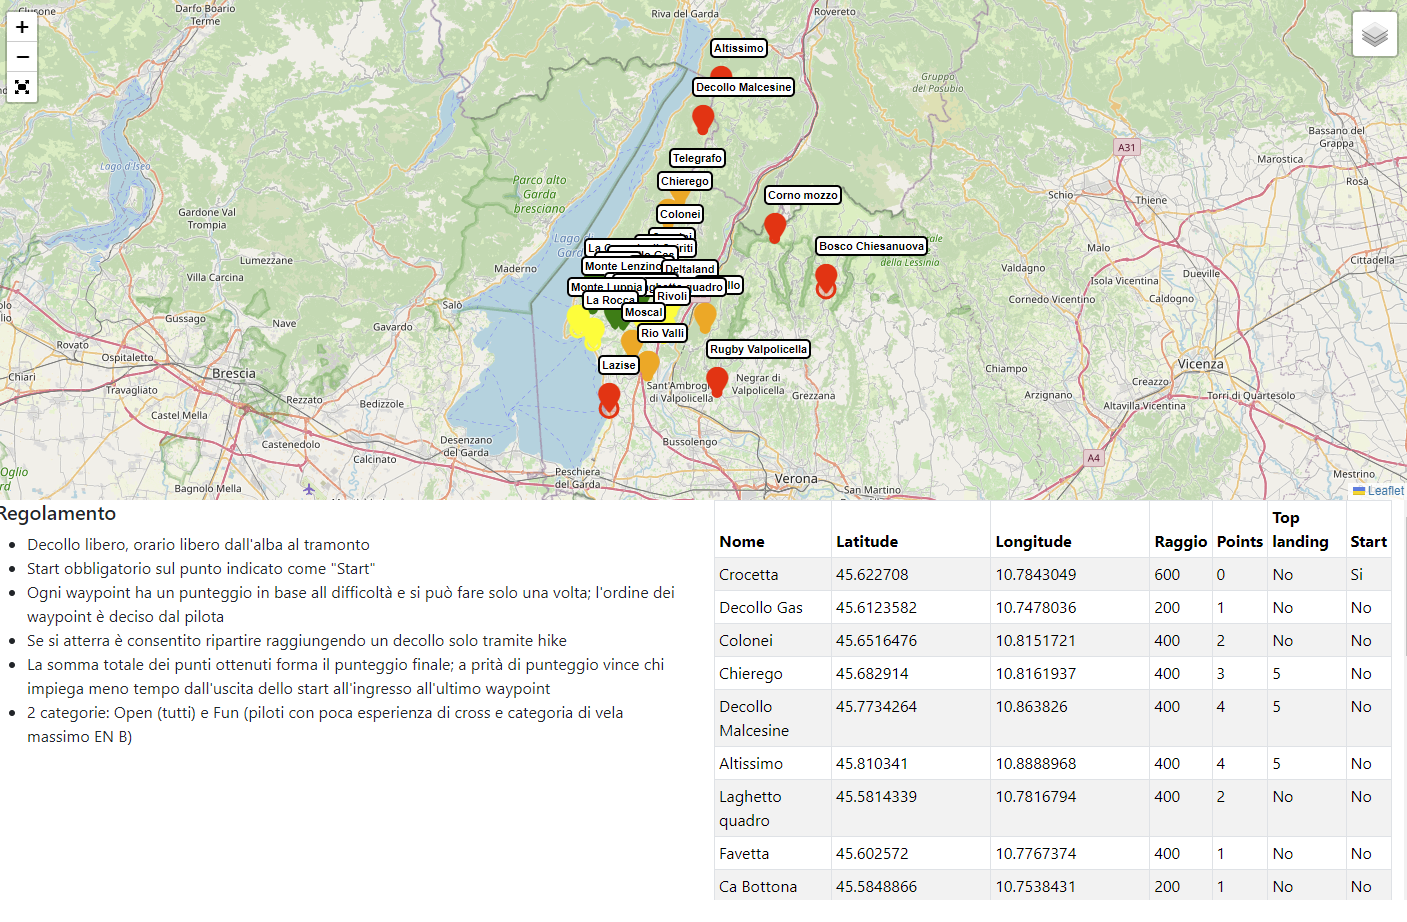 Clusone
Darfo Boario
Terme
Riva del Garda
Rovereto
+
−
Altissimo
Decollo Malcesine
Gruppo
del Pasubio
Bassano del
Grappa
A31
Marostica
Lago d'Iseo
Telegrafo
Chierego
Parco alto
Garda
bresciano
Corno mozzo
Schio
Thiene
Rosà
Gardone Val
Trompia
Colonei
Bosco Chiesanuova
della Lessinia
Malo
Lumezzane
Villa Carcina
Maderno
Monte Lenzino
Deltaland
Valdagno
Isola Vicentina
Dueville
Cittadella
Monte Luppia
quadro
Rivoli
La Rocca
Moscal
Cornedo Vicentino
Caldogno
Salò
Gussago
Nave
Gavardo
Rio Valli
Rovato
Ospitaletto
Rugby Valpolicella
Lazise
Chiari
Brescia
Travagliato
Rezzato
Bedizzole
Sant'Ambrog
di Valpolicella
Negrar di
Valpolicella
Grezzana
Chiampo
Vicenza
Creazzo
Arzignano
Altavilla Vicentina
Torri di Quartesolo
Castel Mella
Castenedolo
Calcinato
Desenzano
del Garda
Bussolengo
A4
Oglio
Bagnolo Mella
Peschiera
del Garda
Verona
San Martino
Mestrino
Leaflet
Regolamento
Decollo libero, orario libero dall'alba al tramonto
Start obbligatorio sul punto indicato come "Start"
Ogni waypoint ha un punteggio in base all difficoltà e si può fare solo una volta; l'ordine dei
waypoint è deciso dal pilota
Se si atterra è consentito ripartire raggiungendo un decollo solo tramite hike
La somma totale dei punti ottenuti forma il punteggio finale; a prità di punteggio vince chi
impiega meno tempo dall'uscita dello start all'ingresso all'ultimo waypoint
2 categorie: Open (tutti) e Fun (piloti con poca esperienza di cross e categoria di vela
massimo EN B)
Nome Latitude Longitude Raggio Points Top landing Start
Crocetta 45.622708 10.7843049 600 0 No Si
Decollo Gas 45.6123582 10.7478036 200 1 No No
Colonei 45.6516476 10.8151721 400 2 No No
Chierego 45.682914 10.8161937 400 3 5 No
Decollo Malcesine 45.7734264 10.863826 400 4 5 No
Altissimo 45.810341 10.8888968 400 4 5 No
Laghetto quadro 45.5814339 10.7816794 400 2 No No
Favetta 45.602572 10.7767374 400 1 No No
Ca Bottona 45.5848866 10.7538431 200 1 No No